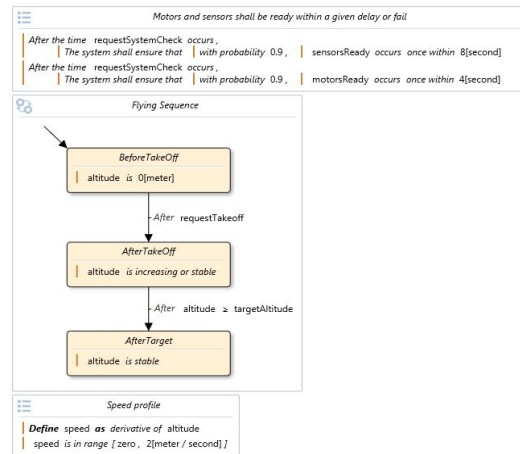 Motors and sensors shall be ready within a given delay or fail
After the time requestSystemCheck occurs ,
The system shall ensure that with probability 0.9 , sensorsReady occurs once within 8[second]
After the time requestSystemCheck occurs ,
The system shall ensure that with probability 0.9 , motorsReady occurs once within 4[second]
Flying Sequence
BeforeTakeOff
altitude is 0[meter]
After requestTakeoff
AfterTakeOff
altitude is increasing or stable
After altitude ≥ targetAltitude
AfterTarget
altitude is stable
Speed profile
Define speed as derivative of altitude
speed is in range [ zero , 2[meter / second] ]